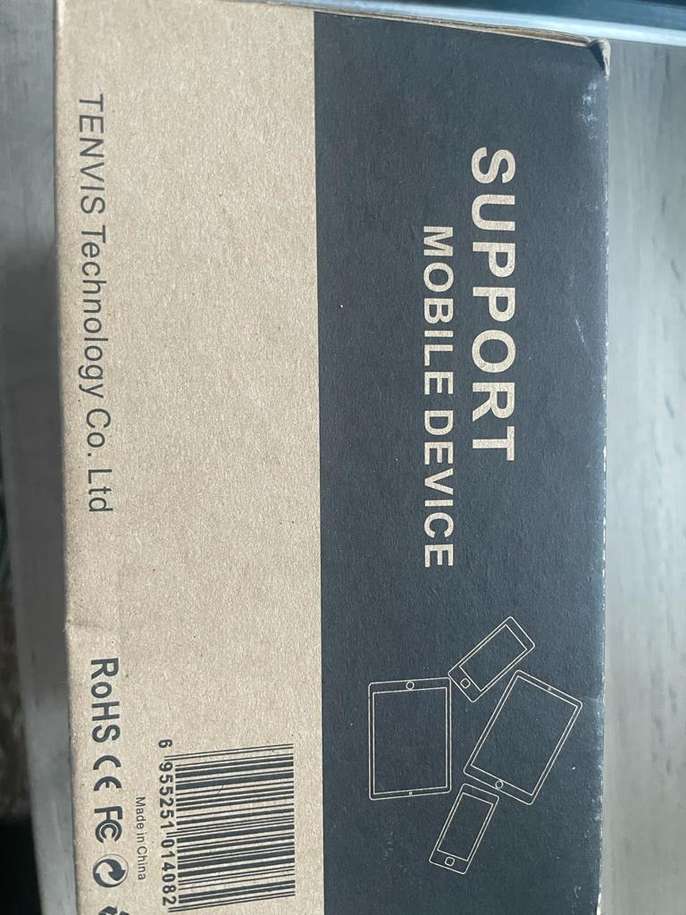 SUPPORT
MOBILE DEVICE
6 955251 014082
Made in China
TENVIS Technology Co. Ltd
RoHS CE FC